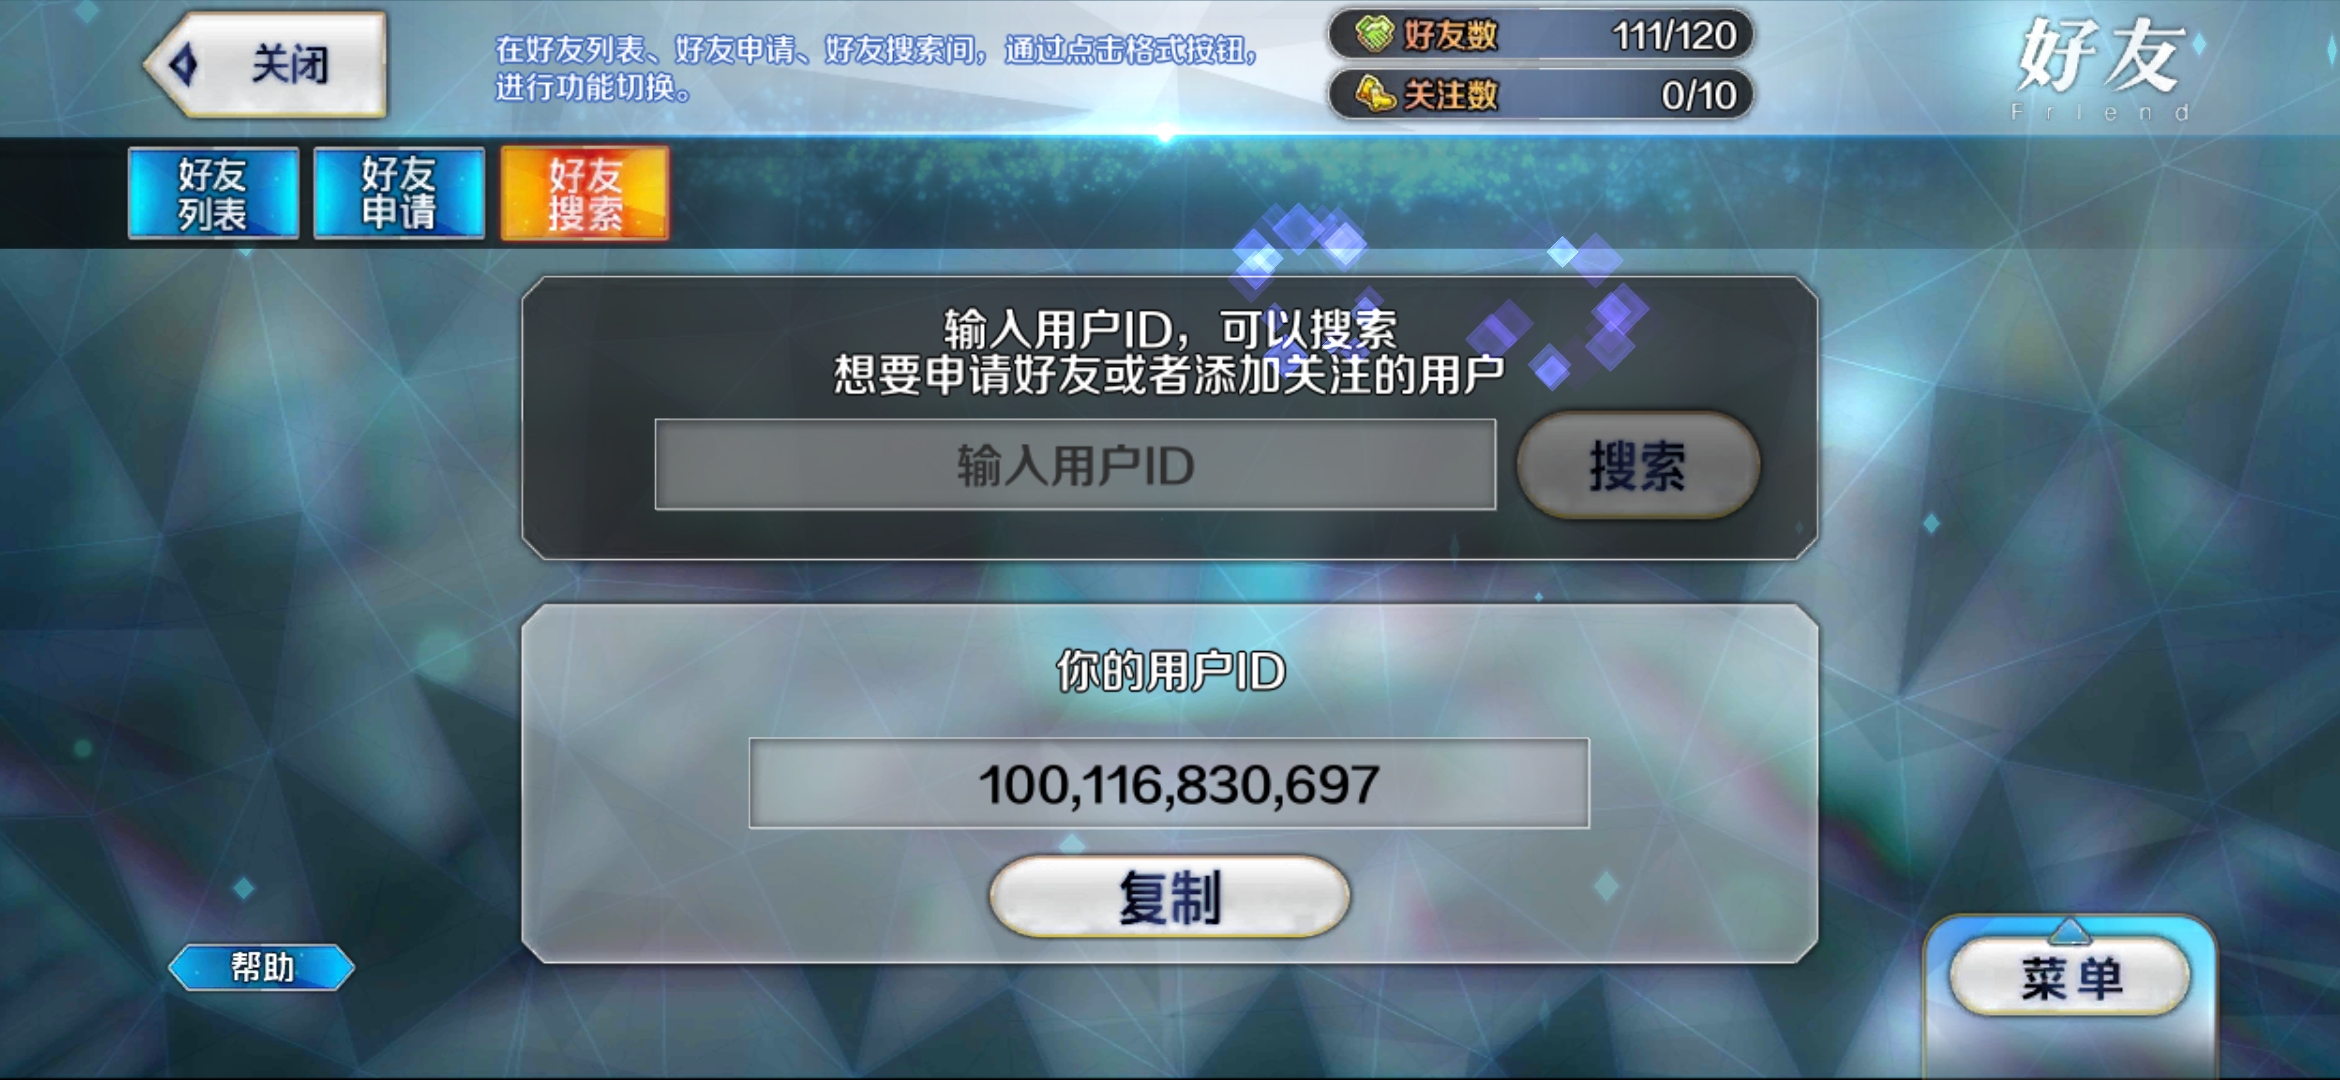 关闭
在好友列表、好友申请、好友搜索间，通过点击格式按钮，
进行功能切换。
好友数 111/120
关注数 0/10
好友
Friend
好友
列表
好友
申请
好友
搜索
输入用户ID，可以搜索
想要申请好友或者添加关注的用户
输入用户ID
搜索
你的用户ID
100,116,830,697
复制
帮助
菜单